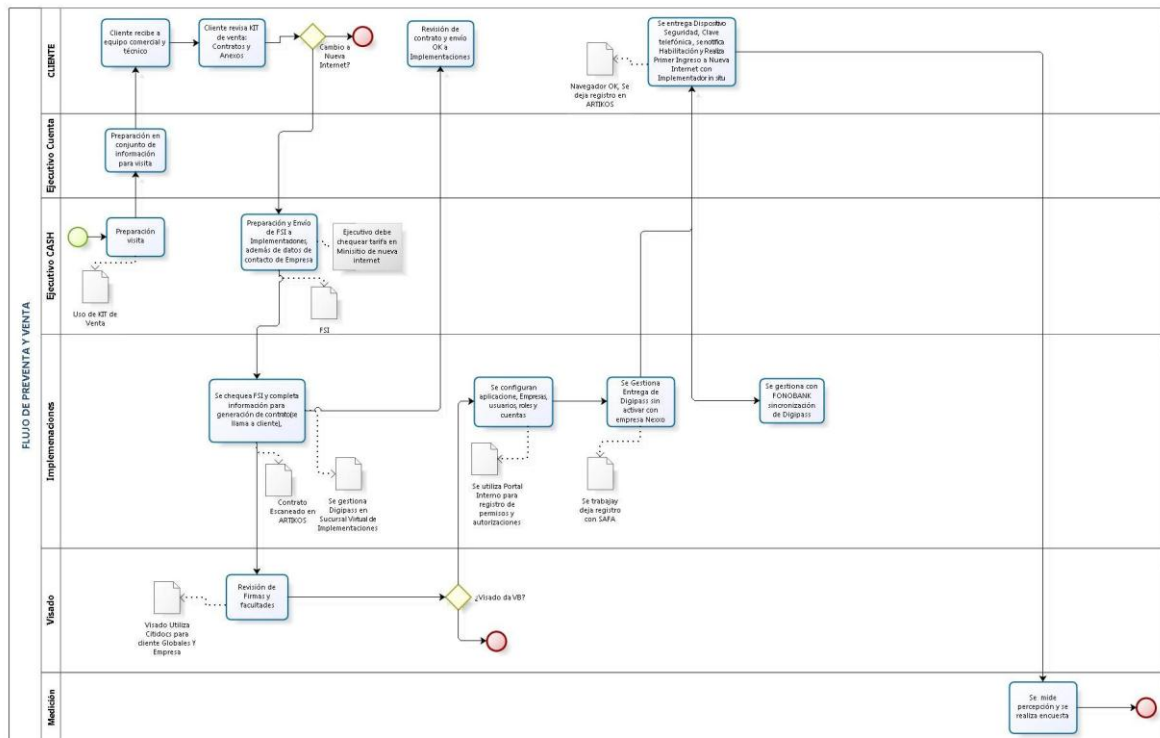 FLUJO DE PREVENTA Y VENTA
CLIENTE
Cliente recibe a
equipo comercial y
técnico
Cliente revisa KIT
de venta:
Contratos y
Anexos
Cambio a
Nueva
Internet?
Revisión de
contrato y envío
OK a
Implementaciones
Navegador OK, Se
deja registro en
ARTIKOS
Se entrega Dispositivo
Seguridad, Clave
telefónica, se notifica
Habilitación y Realiza
Primer Ingreso a Nueva
Internet con
Implementador in situ
Ejecutivo Cuenta
Preparación en
conjunto de
información
para visita
Ejecutivo CASH
Preparación
visita
Uso de KIT de
Venta
Preparación y Envío
de FSI a
Implementadores,
además de datos de
contacto de Empresa
Ejecutivo debe
chequear tarifa en
Minisitio de nueva
internet
FSI
Implemenaciones
Se chequea FSI y completa
información para
generación de contrato(se
llama a cliente),
Contrato
Escaneado en
ARTIKOS
Se gestiona
Digipass en
Sucursal Virtual de
Implementaciones
Se configuran
aplicacione, Empresas,
usuarios, roles y
cuentas
Se utiliza Portal
Interno para
registro de
permisos y
autorizaciones
Se Gestiona
Entrega de
Digipass sin
activar con
empresa Nexxo
Se trabajay
deja registro
con SAFA
Se gestiona con
FONOBANK
sincronización
de Digipass
Visado
Revisión de
Firmas y
facultades
Visado Utiliza
Citidocs para
cliente Globales Y
Empresa
¿Visado da VB?
Medición
Se mide
percepción y se
realiza encuesta